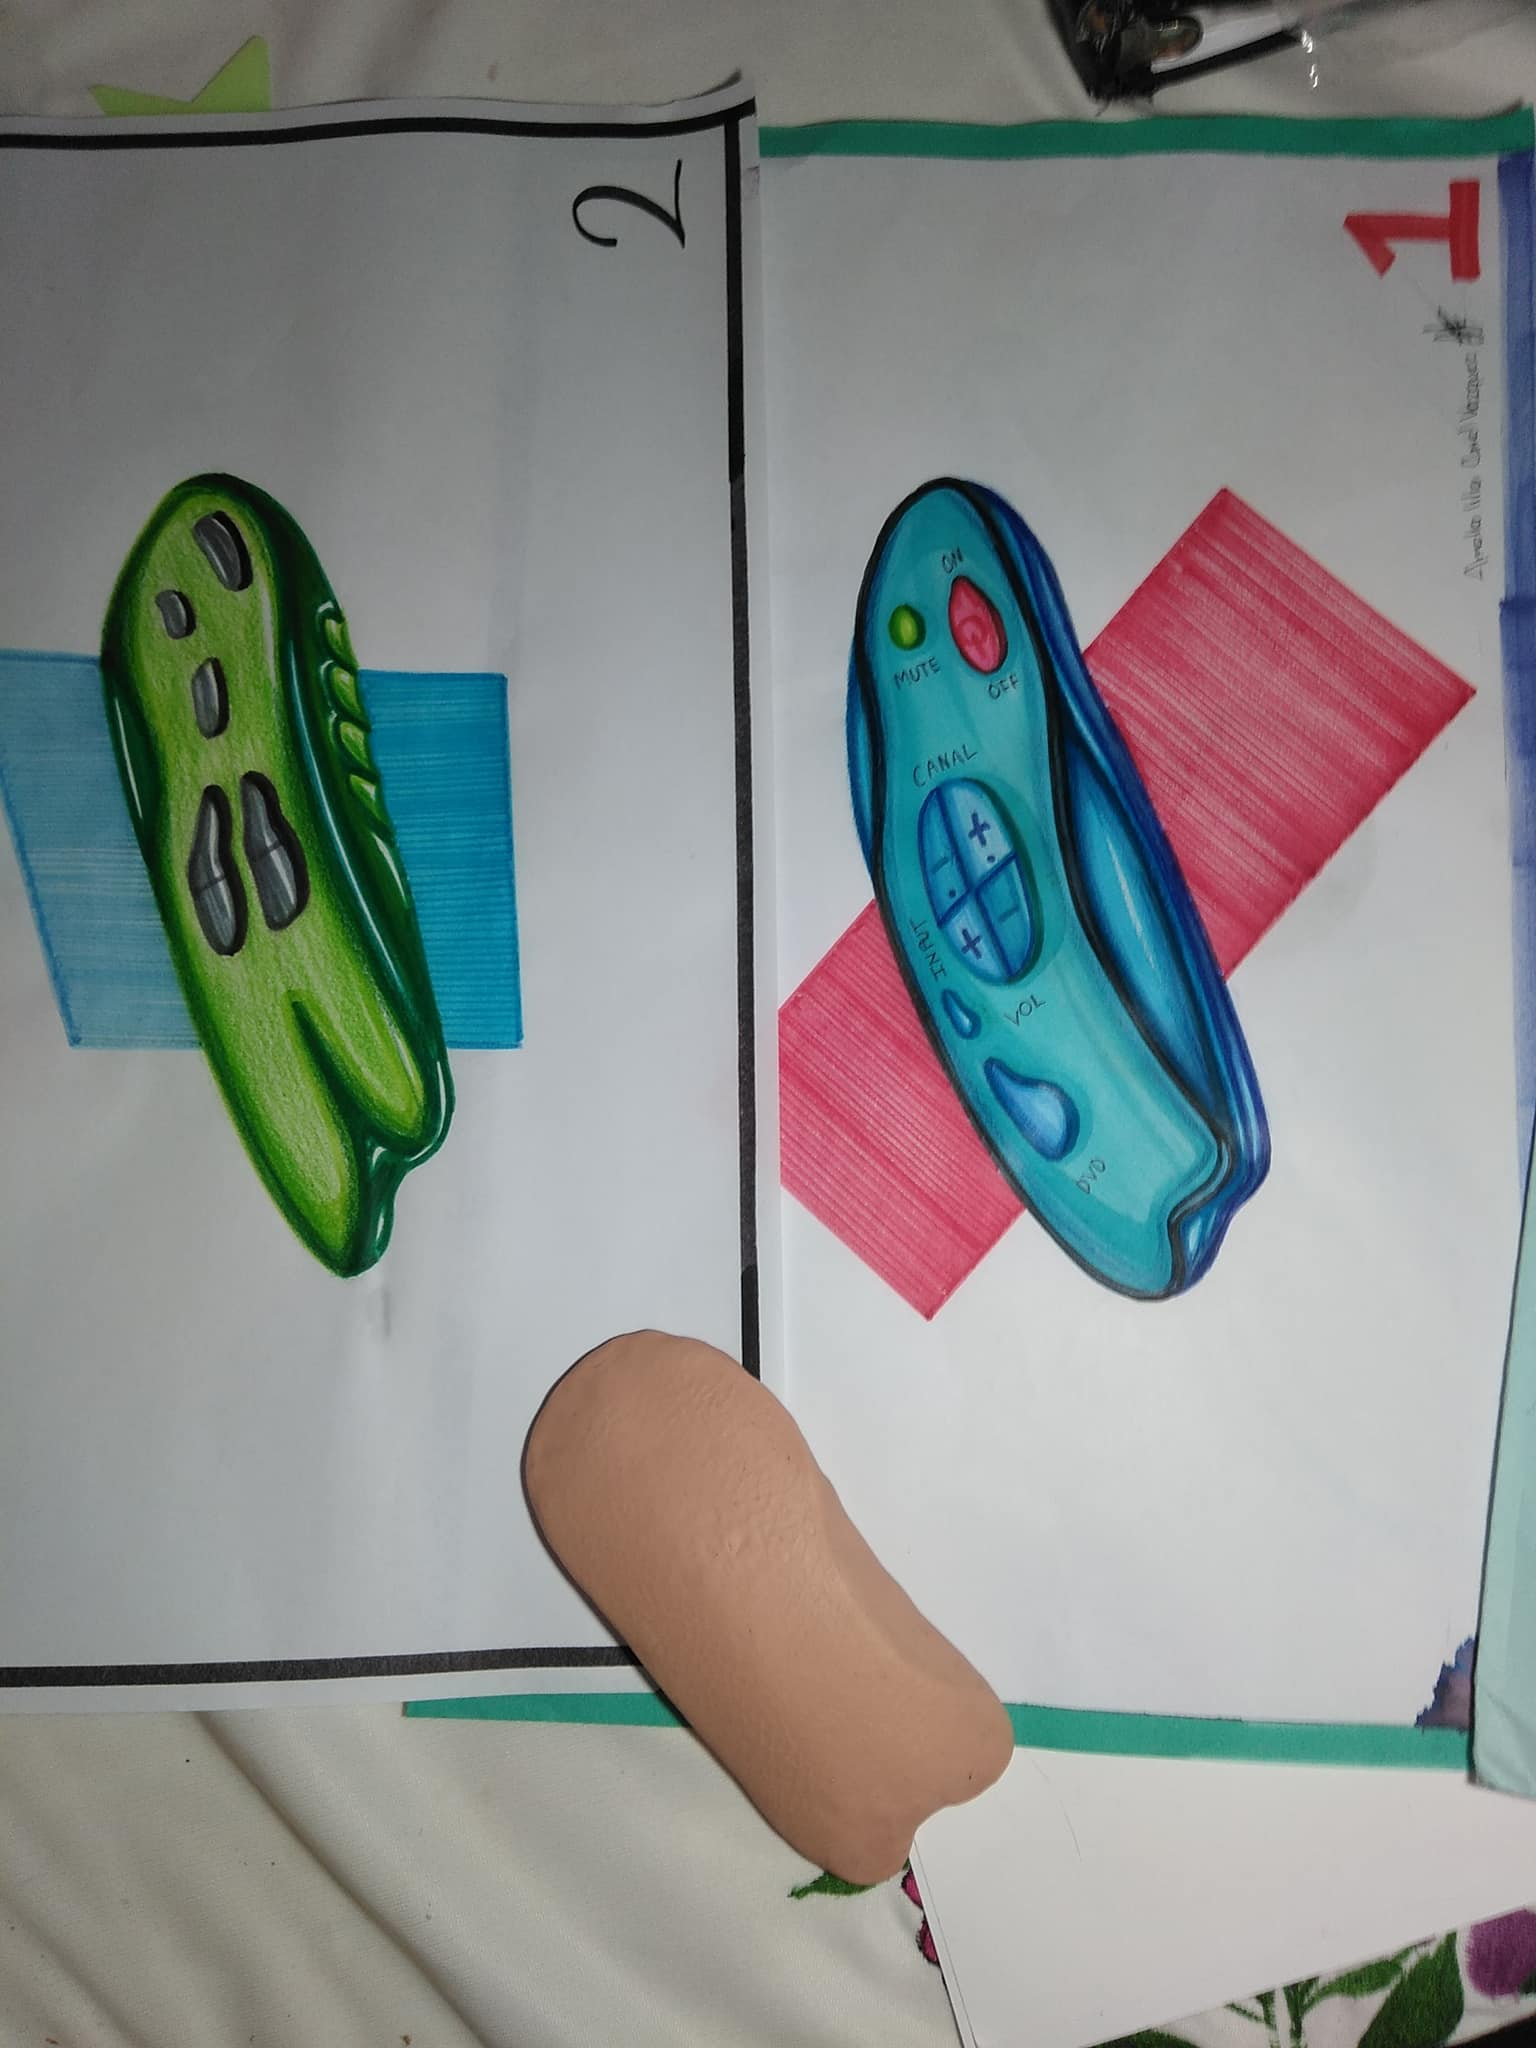 2
1
ON
OFF
MUTE
CANAL
+
-
-
+
INPUT
VOL
DVD